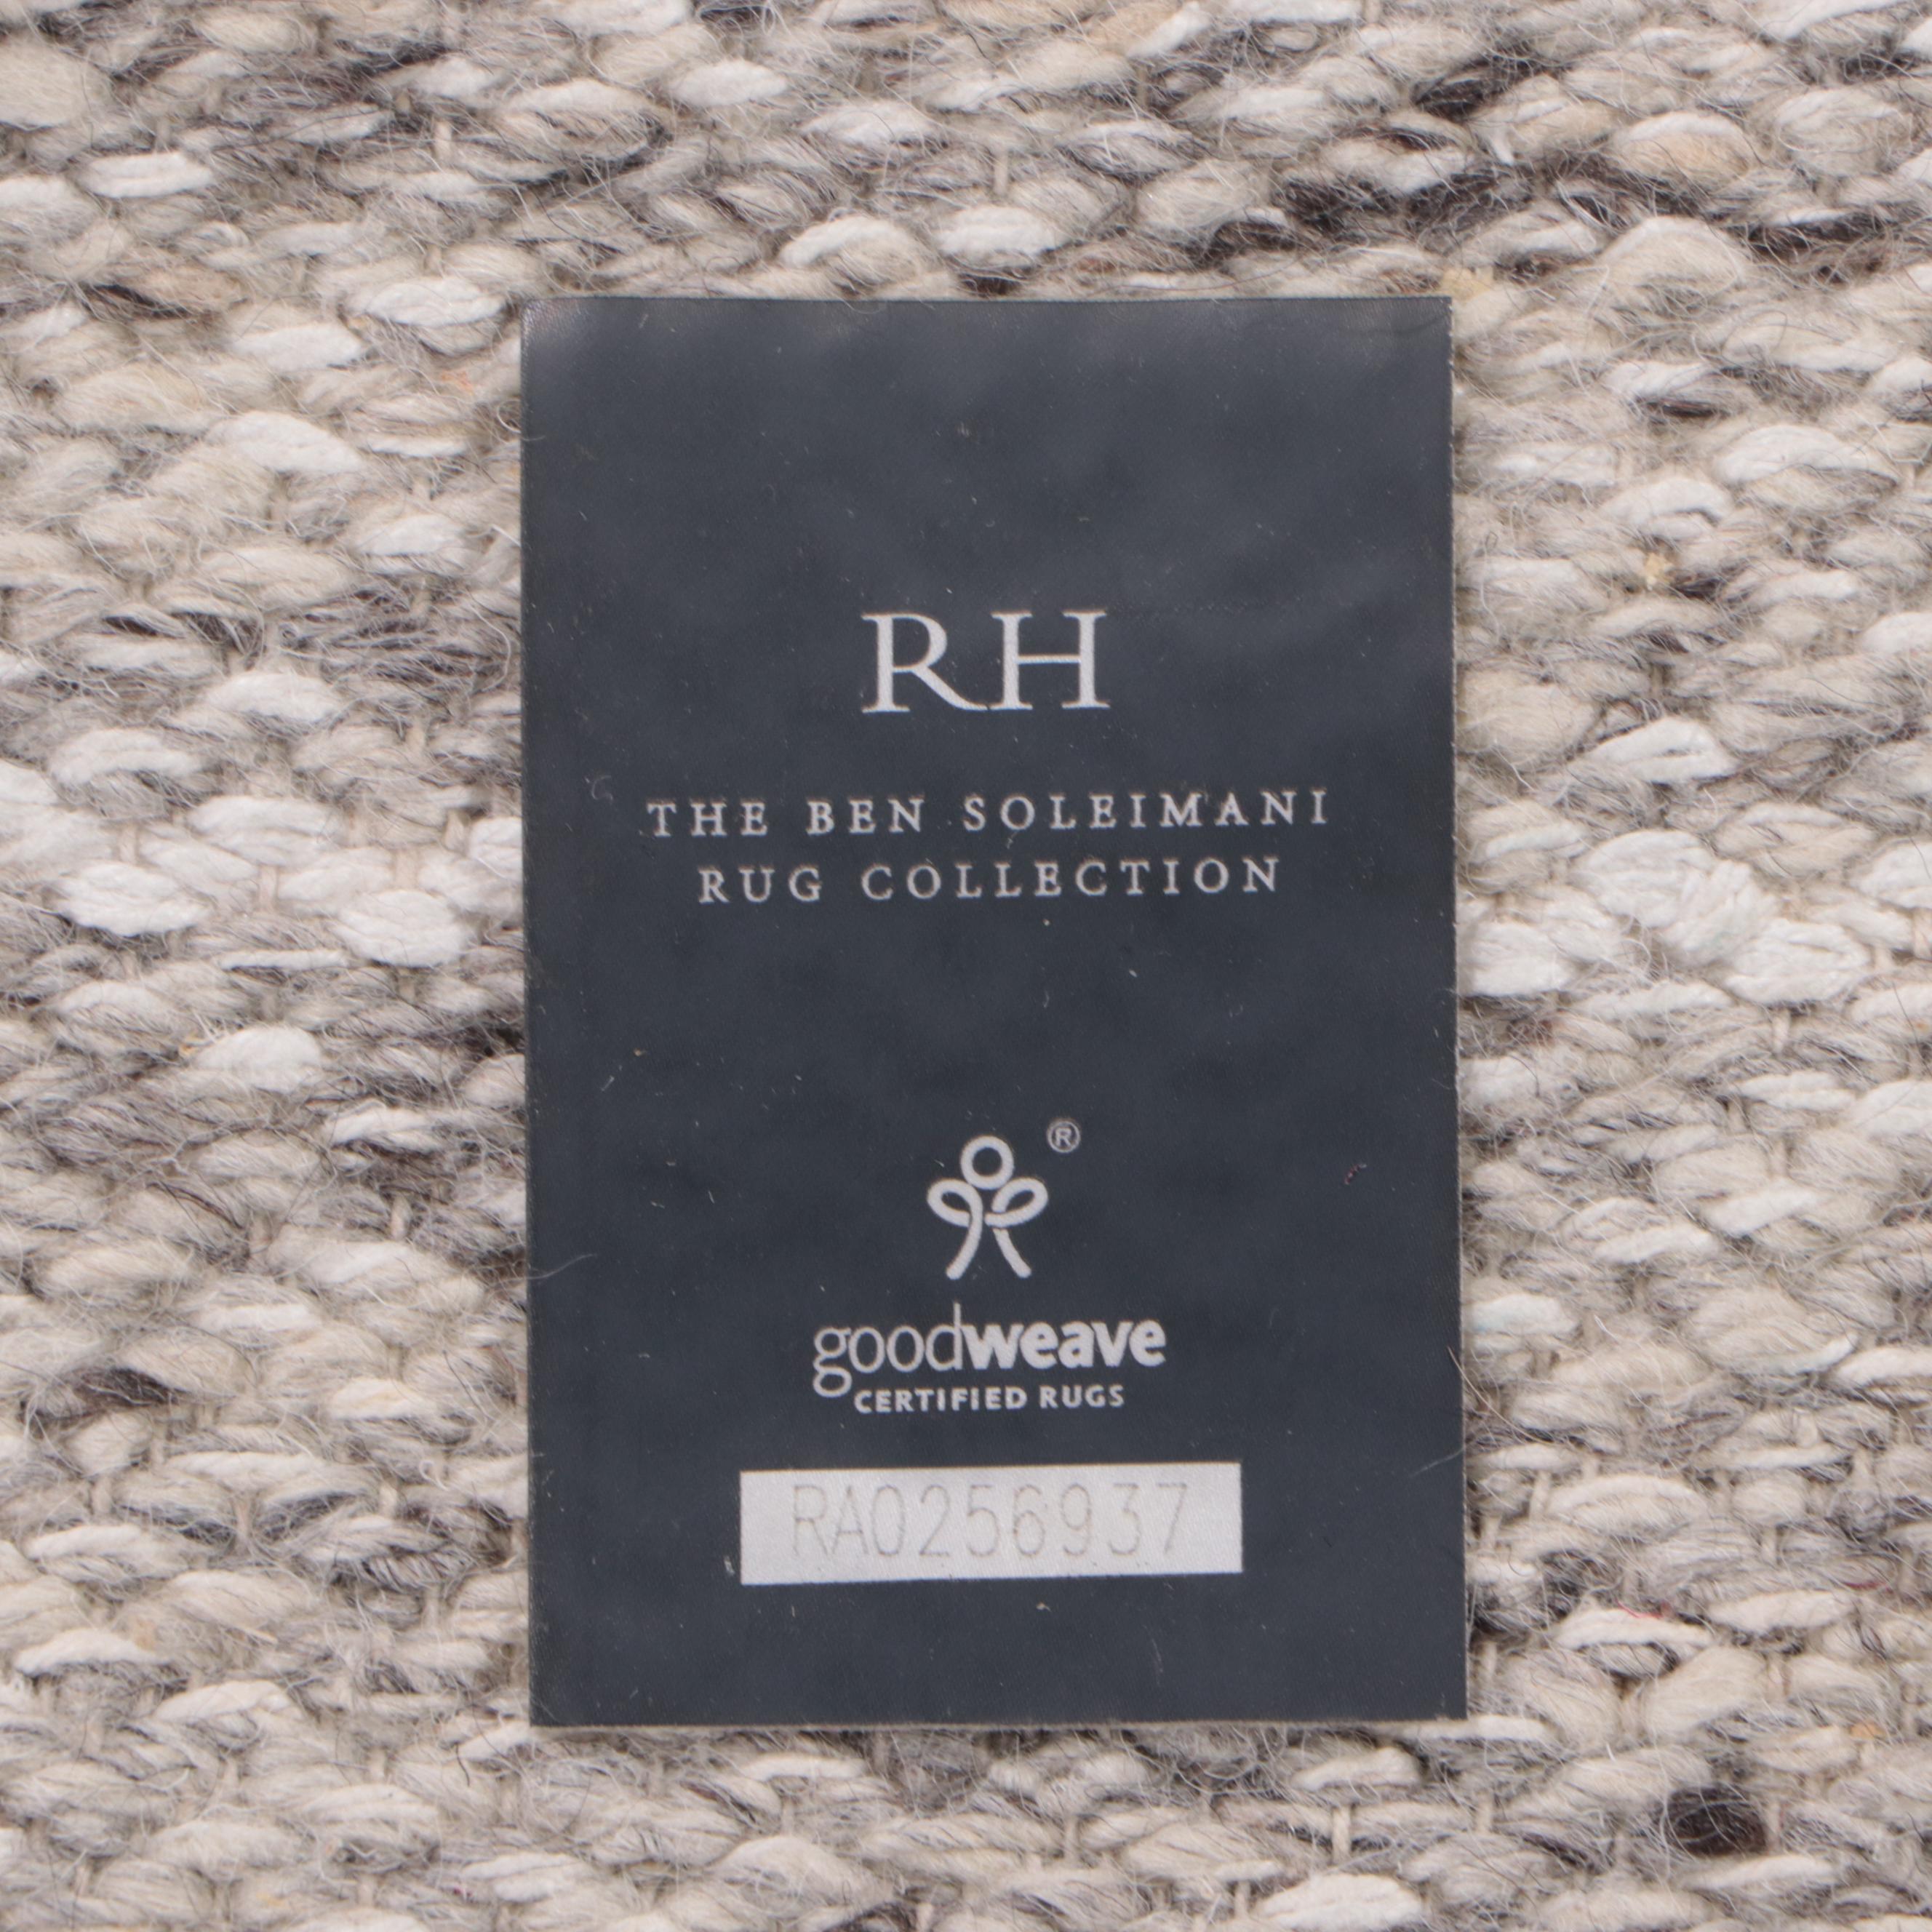 RH
THE BEN SOLEIMANI
RUG COLLECTION
®
goodweave
CERTIFIED RUGS
RA0256937